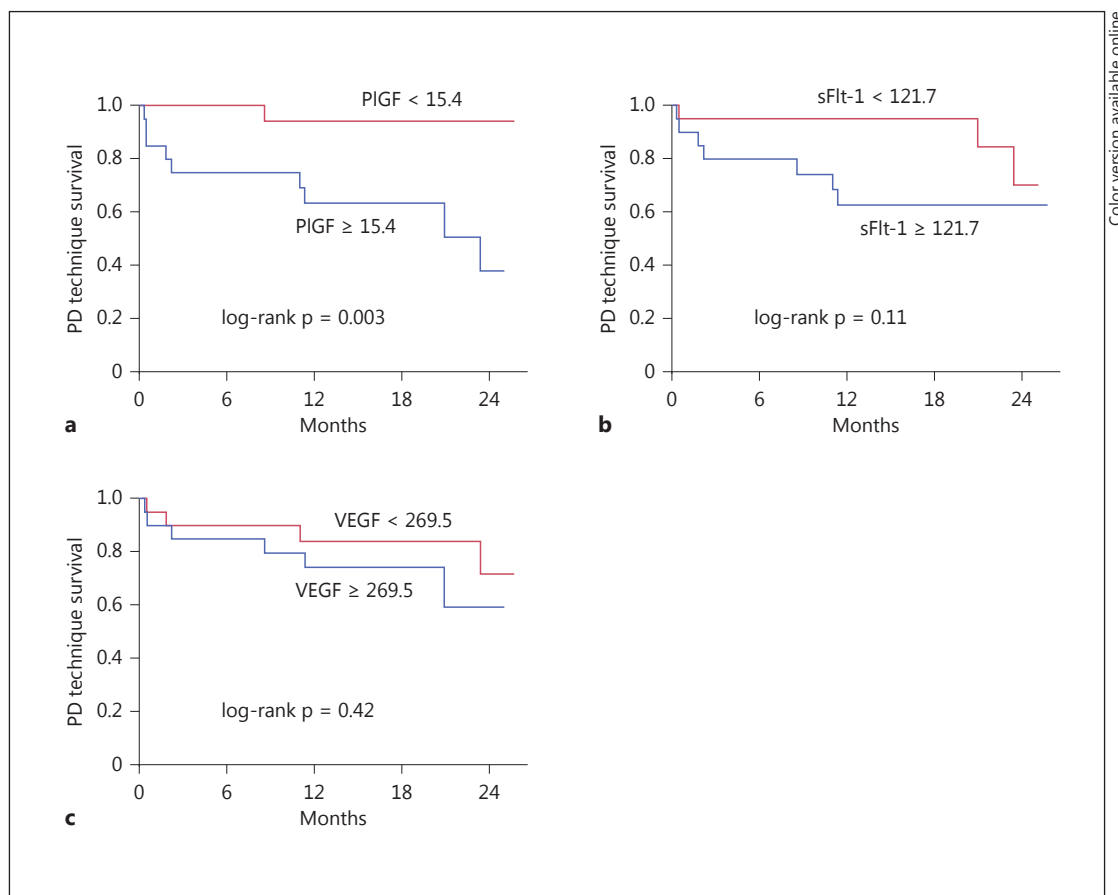 Color version available online
PlGF < 15.4
PlGF ≥ 15.4
log-rank p = 0.003
PD technique survival
1.0
0.8
0.6
0.4
0.2
0
0 6 12 18 24
Months
a
sFlt-1 < 121.7
sFlt-1 ≥ 121.7
log-rank p = 0.11
PD technique survival
1.0
0.8
0.6
0.4
0.2
0
0 6 12 18 24
Months
b
VEGF < 269.5
VEGF ≥ 269.5
log-rank p = 0.42
PD technique survival
1.0
0.8
0.6
0.4
0.2
0
0 6 12 18 24
Months
c